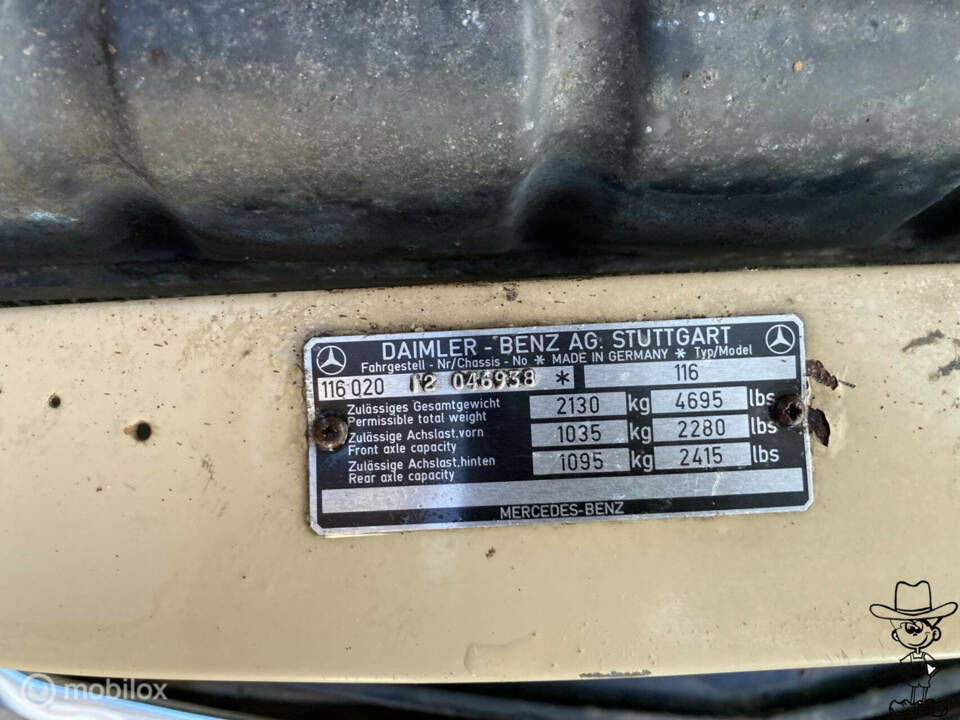 DAIMLER - BENZ AG. STUTTGART
Fahrgestell - Nr/Chassis - No * MADE IN GERMANY * Typ/Model
116 020 12 046938 * 116
Zulässiges Gesamtgewicht
Permissible total weight
2130 kg 4695 lbs
Zulässige Achslast,vorn
Front axle capacity
1035 kg 2280 lbs
Zulässige Achslast,hinten
Rear axle capacity
1095 kg 2415 lbs
MERCEDES-BENZ
mobilox